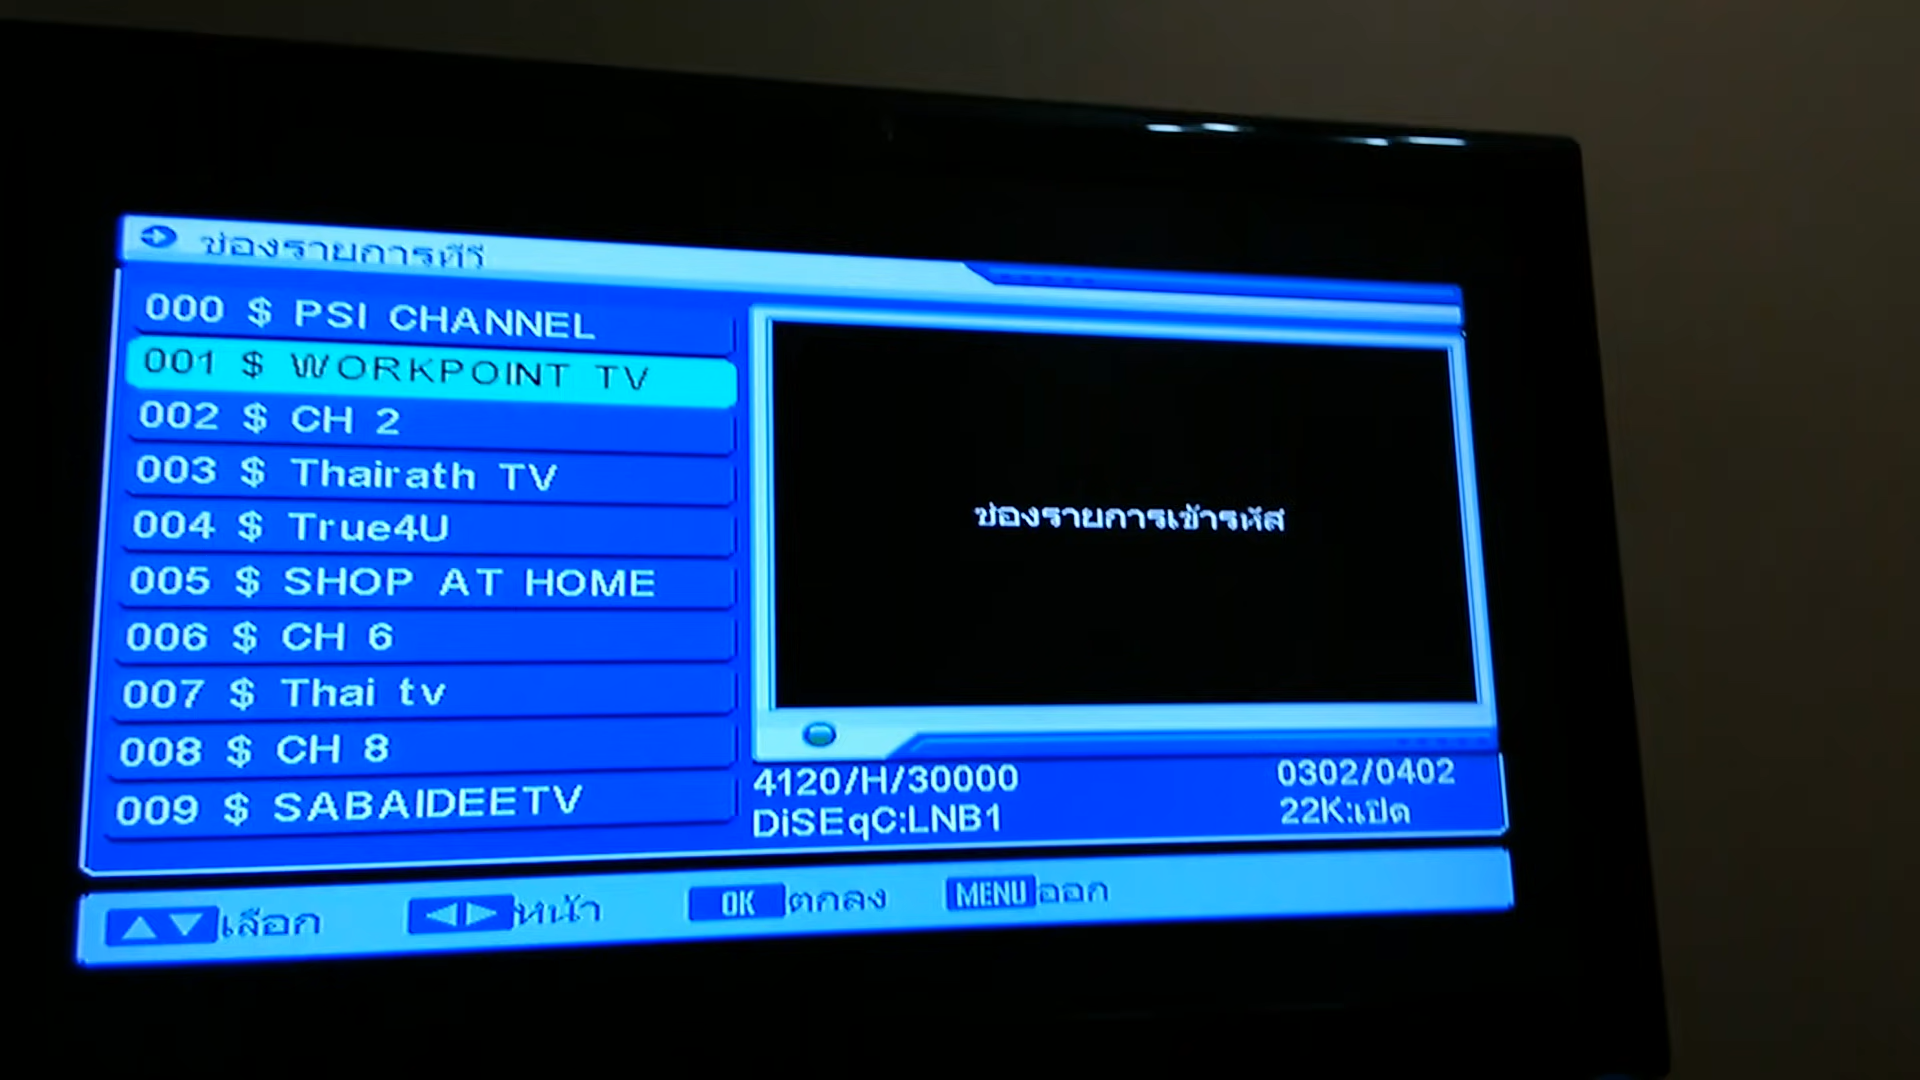 ช่องรายการทีวี
000 $ PSI CHANNEL
001 $ WORKPOINT TV
002 $ CH 2
003 $ Thairath TV
004 $ True4U
005 $ SHOP AT HOME
006 $ CH 6
007 $ Thai tv
008 $ CH 8
009 $ SABAIDEETV
ช่องรายการเข้ารหัส
4120/H/30000 0302/0402
DiSEqC:LNB1 22K:เปิด
เลือก หน้า OK ตกลง MENU ออก